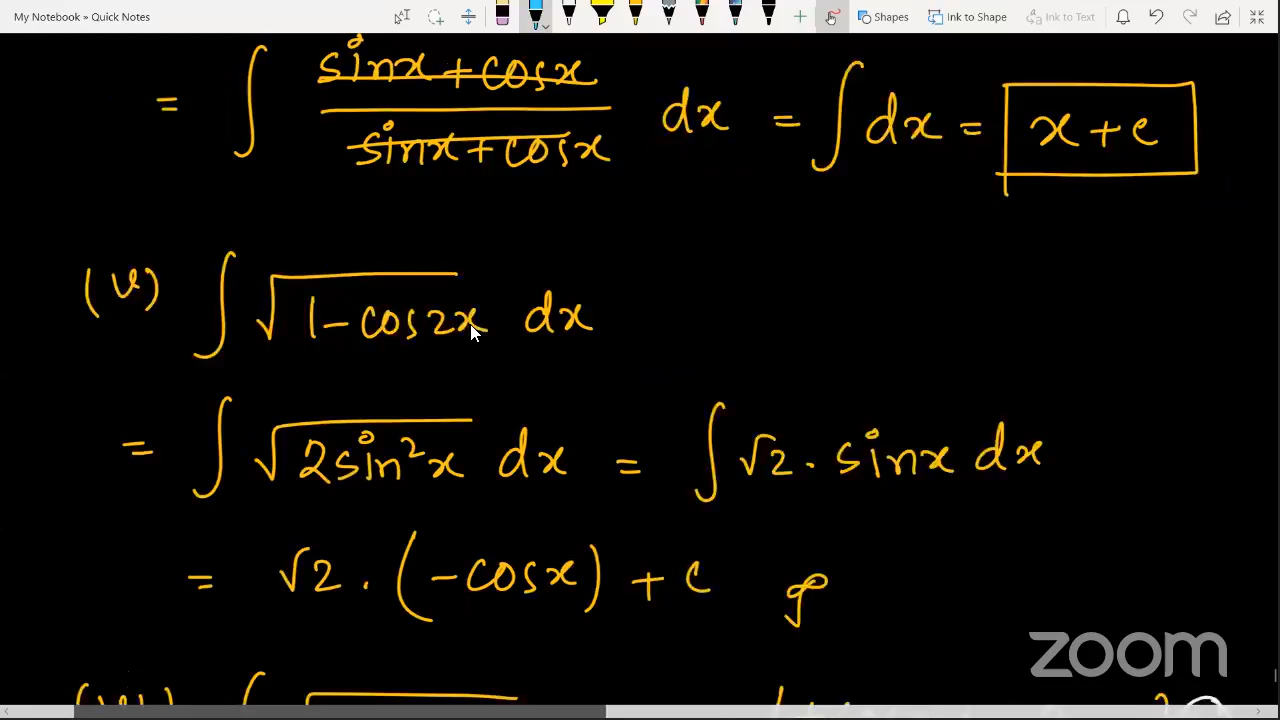 My Notebook » Quick Notes
Shapes Ink to Shape Ink to Text
= ∫ sinx + cosx / sinx + cosx dx = ∫ dx = x + c
(v) ∫ √1 - cos2x dx
= ∫ √2sin²x dx = ∫ √2 · sinx dx
= √2 · (-cosx) + c
zoom